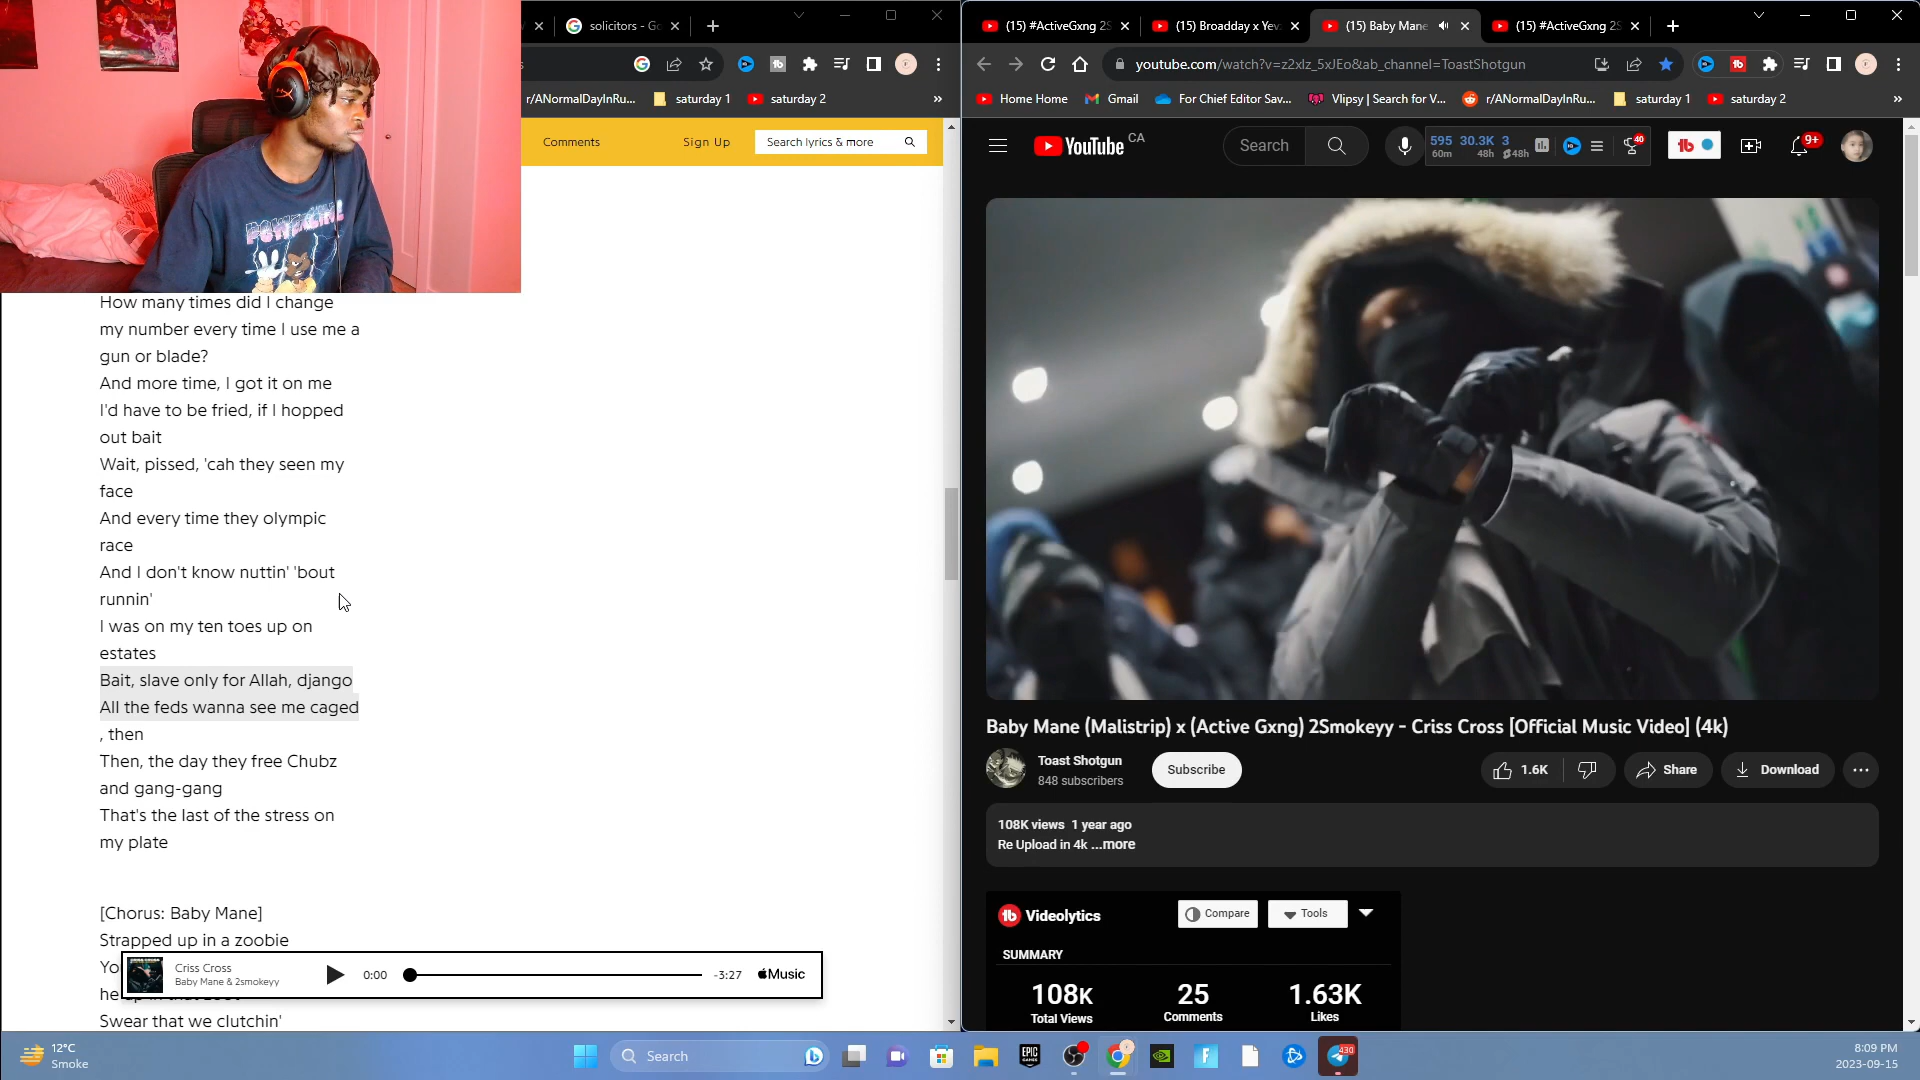 solicitors - Go
(15) #ActiveGxng 2S
(15) Broadday x Yev
(15) Baby Mane
(15) #ActiveGxng 2S
youtube.com/watch?v=z2xlz_5xJEo&ab_channel=ToastShotgun
r/ANormalDayInRu...
saturday 1
saturday 2
»
Home Home
Gmail
For Chief Editor Sav...
Vlipsy | Search for V...
r/ANormalDayInRu...
saturday 1
saturday 2
»
Comments
Sign Up
Search lyrics & more
YouTube CA
Search
595 30.3K 3
60m 48h 48h
40
9+
POWERLINE
How many times did I change
my number every time I use me a
gun or blade?
And more time, I got it on me
I'd have to be fried, if I hopped
out bait
Wait, pissed, 'cah they seen my
face
And every time they olympic
race
And I don't know nuttin' 'bout
runnin'
I was on my ten toes up on
estates
Bait, slave only for Allah, django
All the feds wanna see me caged
, then
Then, the day they free Chubz
and gang-gang
That's the last of the stress on
my plate
[Chorus: Baby Mane]
Strapped up in a zoobie
Swear that we clutchin'
Criss Cross
Baby Mane & 2smokeyy
0:00
-3:27
Music
Baby Mane (Malistrip) x (Active Gxng) 2Smokeyy - Criss Cross [Official Music Video] (4k)
Toast Shotgun
848 subscribers
Subscribe
1.6K
Share
Download
108K views 1 year ago
Re Upload in 4k ...more
Videolytics
Compare
Tools
SUMMARY
108K
Total Views
25
Comments
1.63K
Likes
12°C
Smoke
Search
EPIC
GAMES
430
8:09 PM
2023-09-15